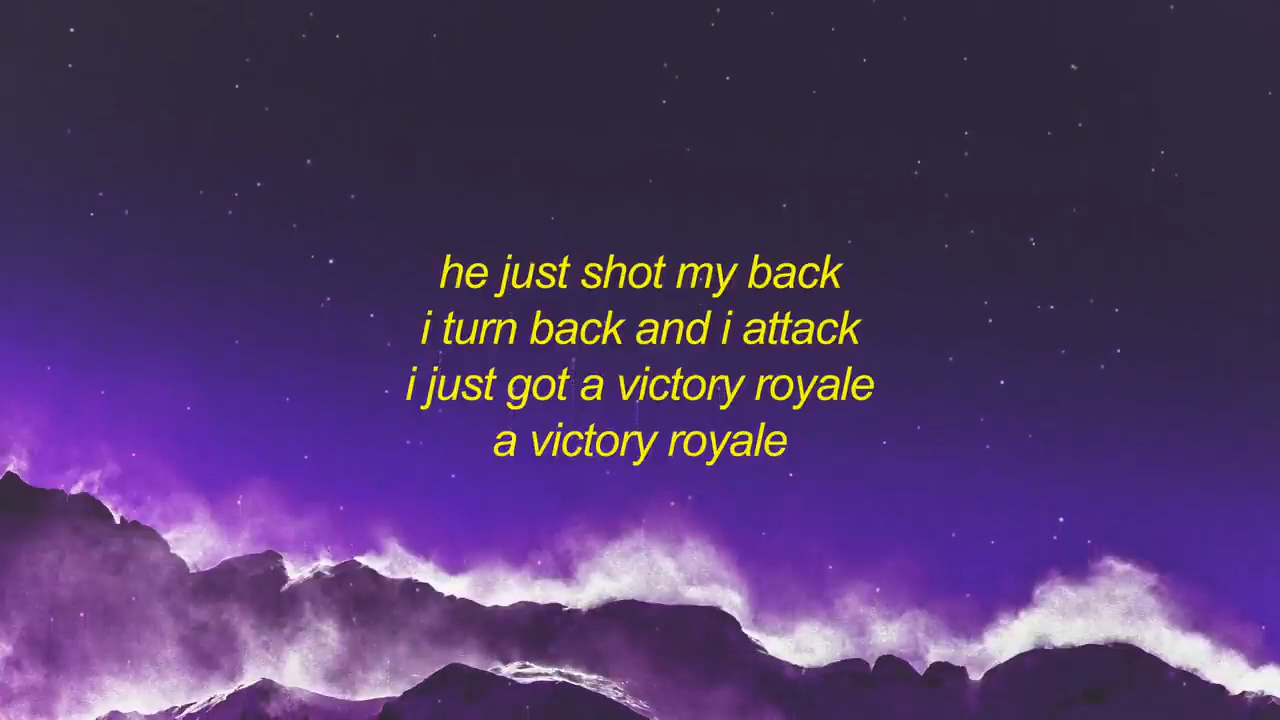 he just shot my back
i turn back and i attack
i just got a victory royale
a victory royale